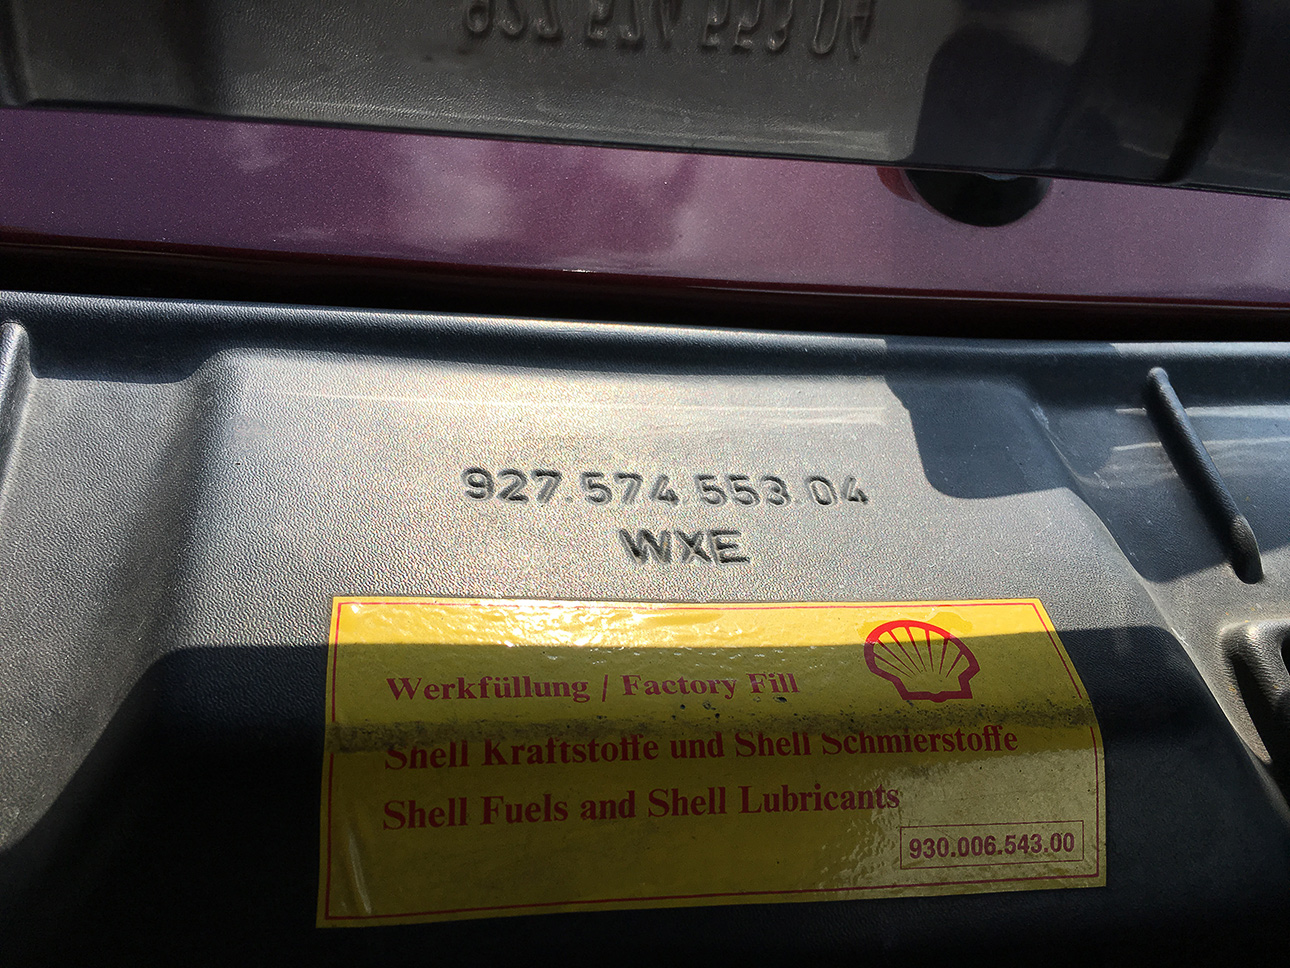 927.574.553.04
WXE
Werkfüllung / Factory Fill
Shell Kraftstoffe und Shell Schmierstoffe
Shell Fuels and Shell Lubricants
930.006.543.00